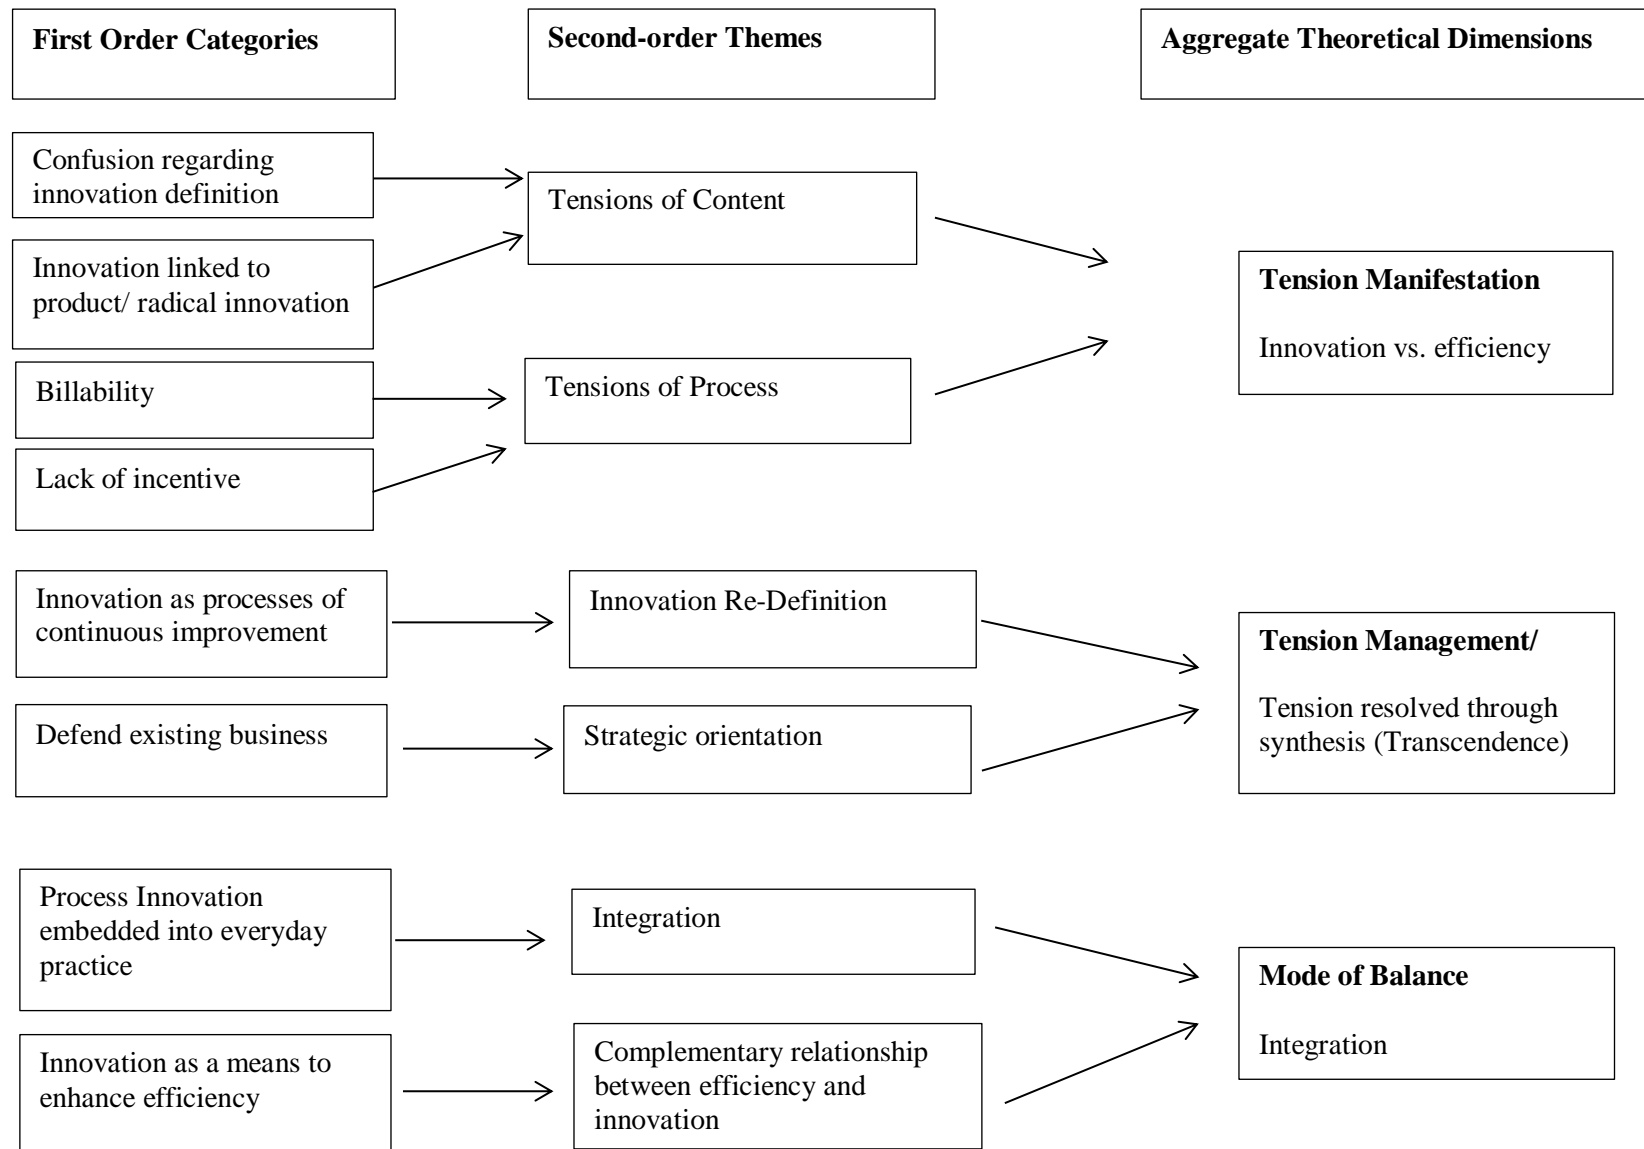 First Order Categories
Second-order Themes
Aggregate Theoretical Dimensions
Confusion regarding
innovation definition
Innovation linked to
product/ radical innovation
Billability
Lack of incentive
Tensions of Content
Tensions of Process
Tension Manifestation
Innovation vs. efficiency
Innovation as processes of
continuous improvement
Defend existing business
Innovation Re-Definition
Strategic orientation
Tension Management/
Tension resolved through
synthesis (Transcendence)
Process Innovation
embedded into everyday
practice
Innovation as a means to
enhance efficiency
Integration
Complementary relationship
between efficiency and
innovation
Mode of Balance
Integration